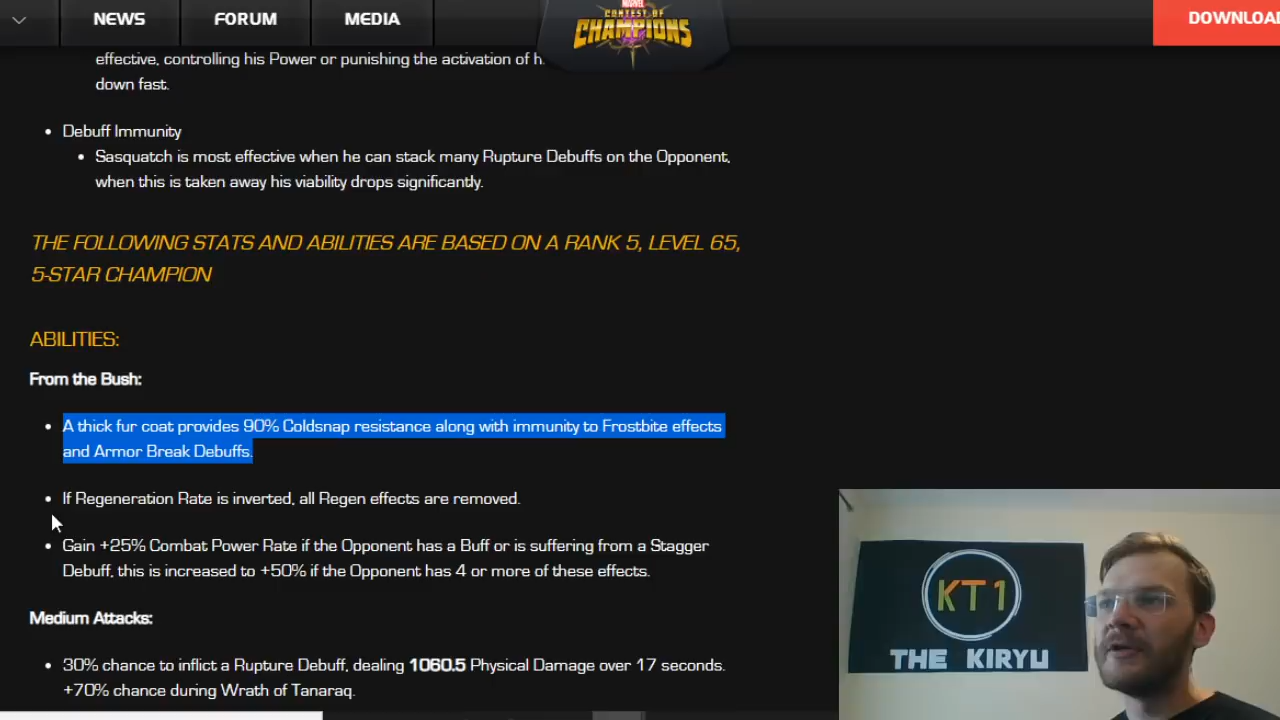 NEWS
FORUM
MEDIA
MARVEL
CONTEST OF
CHAMPIONS
DOWNLOA
effective, controlling his Power or punishing the activation of h
down fast.
• Debuff Immunity
• Sasquatch is most effective when he can stack many Rupture Debuffs on the Opponent,
when this is taken away his viability drops significantly.
THE FOLLOWING STATS AND ABILITIES ARE BASED ON A RANK 5, LEVEL 65,
5-STAR CHAMPION
ABILITIES:
From the Bush:
• A thick fur coat provides 90% Coldsnap resistance along with immunity to Frostbite effects
and Armor Break Debuffs.
• If Regeneration Rate is inverted, all Regen effects are removed.
• Gain +25% Combat Power Rate if the Opponent has a Buff or is suffering from a Stagger
Debuff, this is increased to +50% if the Opponent has 4 or more of these effects.
Medium Attacks:
• 30% chance to inflict a Rupture Debuff, dealing 1060.5 Physical Damage over 17 seconds.
+70% chance during Wrath of Tanaraq.
KT1
THE KIRYU